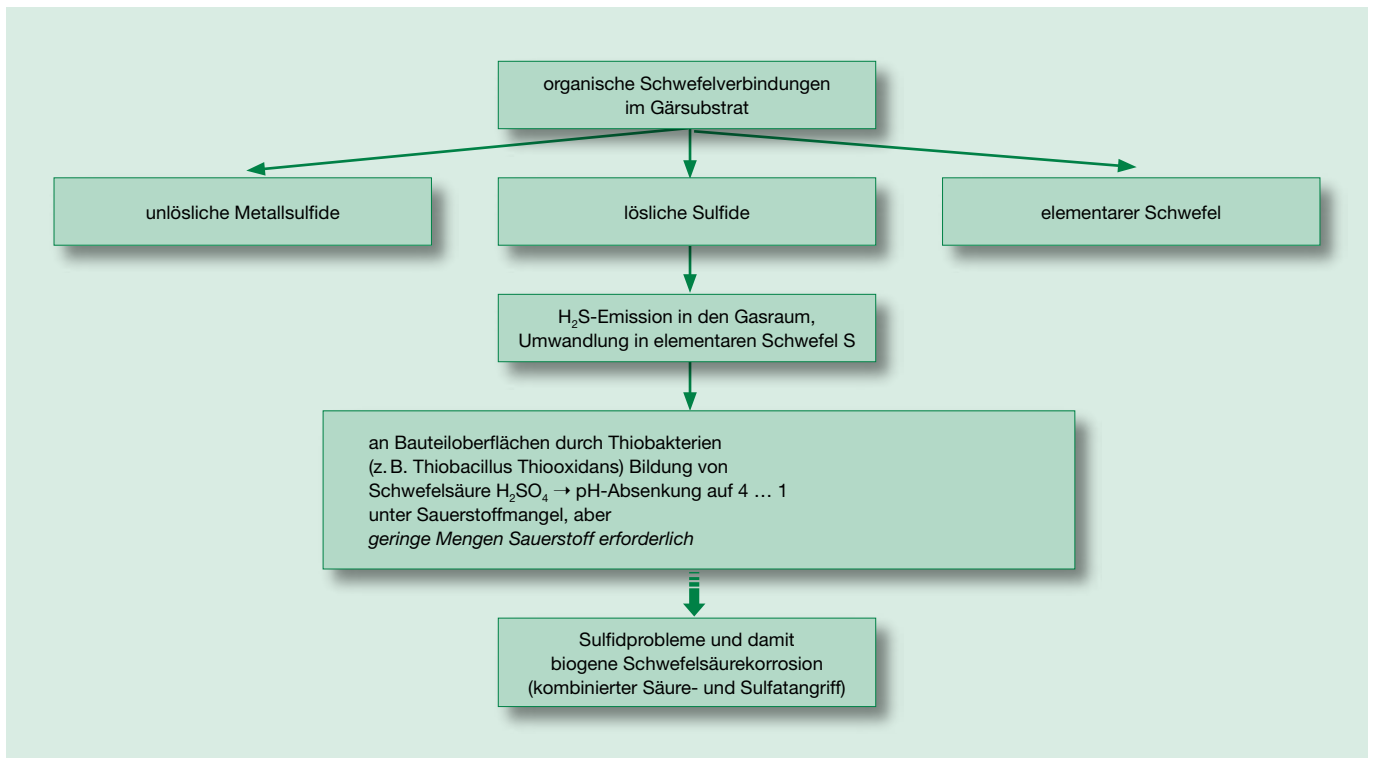 organische Schwefelverbindungen
im Gärsubstrat
unlösliche Metallsulfide
lösliche Sulfide
elementarer Schwefel
H₂S-Emission in den Gasraum,
Umwandlung in elementaren Schwefel S
an Bauteiloberflächen durch Thiobakterien
(z. B. Thiobacillus Thiooxidans) Bildung von
Schwefelsäure H₂SO₄ → pH-Absenkung auf 4 … 1
unter Sauerstoffmangel, aber
geringe Mengen Sauerstoff erforderlich
Sulfidprobleme und damit
biogene Schwefelsäurekorrosion
(kombinierter Säure- und Sulfatangriff)